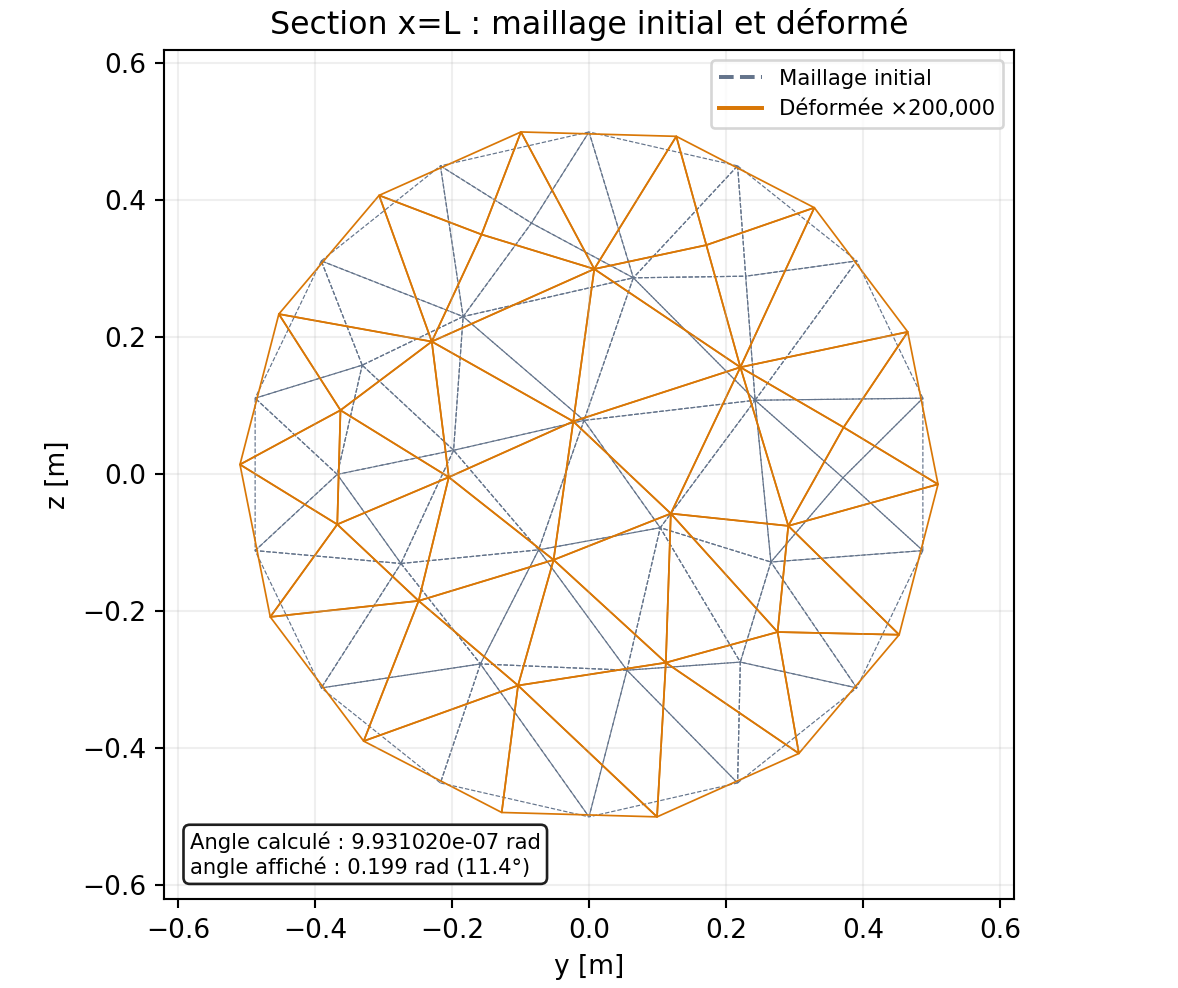 Section x=L : maillage initial et déformé
Maillage initial
Déformée ×200,000
0.6
0.4
0.2
0.0
−0.2
−0.4
−0.6
z [m]
Angle calculé : 9.931020e-07 rad
angle affiché : 0.199 rad (11.4°)
−0.6 −0.4 −0.2 0.0 0.2 0.4 0.6
y [m]